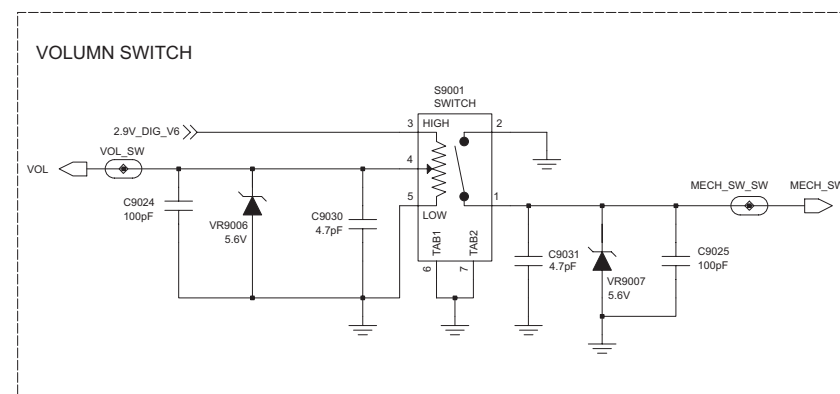 VOLUMN SWITCH
S9001
SWITCH
3
HIGH
2
2.9V_DIG_V6
VOL_SW
4
VOL
5
1
MECH_SW_SW
MECH_SW
C9024
100pF
VR9006
5.6V
C9030
4.7pF
LOW
TAB1
TAB2
6
7
C9031
4.7pF
VR9007
5.6V
C9025
100pF